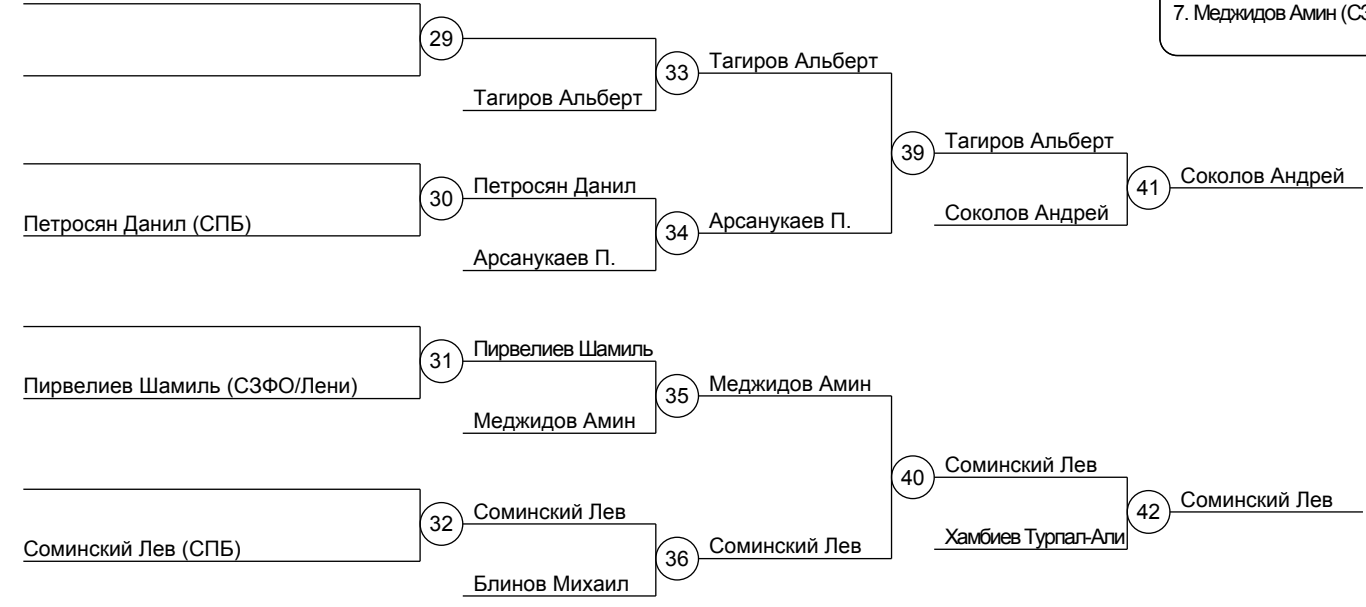 7. Меджидов Амин (СЗ
29
33
Тагиров Альберт
Тагиров Альберт
39
Тагиров Альберт
41
Соколов Андрей
30
Петросян Данил
Петросян Данил (СПБ)
34
Арсанукаев П.
Соколов Андрей
Арсанукаев П.
31
Пирвелиев Шамиль
Пирвелиев Шамиль (СЗФО/Лени)
35
Меджидов Амин
Меджидов Амин
40
Соминский Лев
42
Соминский Лев
32
Соминский Лев
Хамбиев Турпал-Али
Соминский Лев (СПБ)
36
Соминский Лев
Блинов Михаил